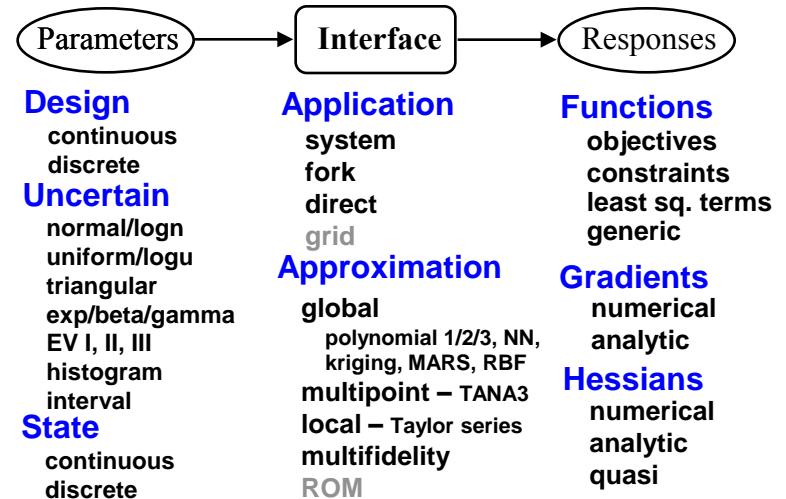 Parameters
Interface
Responses
Design
continuous
discrete
Uncertain
normal/logn
uniform/logu
triangular
exp/beta/gamma
EV I, II, III
histogram
interval
State
continuous
discrete
Application
system
fork
direct
grid
Approximation
global
polynomial 1/2/3, NN,
kriging, MARS, RBF
multipoint – TANA3
local – Taylor series
multifidelity
ROM
Functions
objectives
constraints
least sq. terms
generic
Gradients
numerical
analytic
Hessians
numerical
analytic
quasi